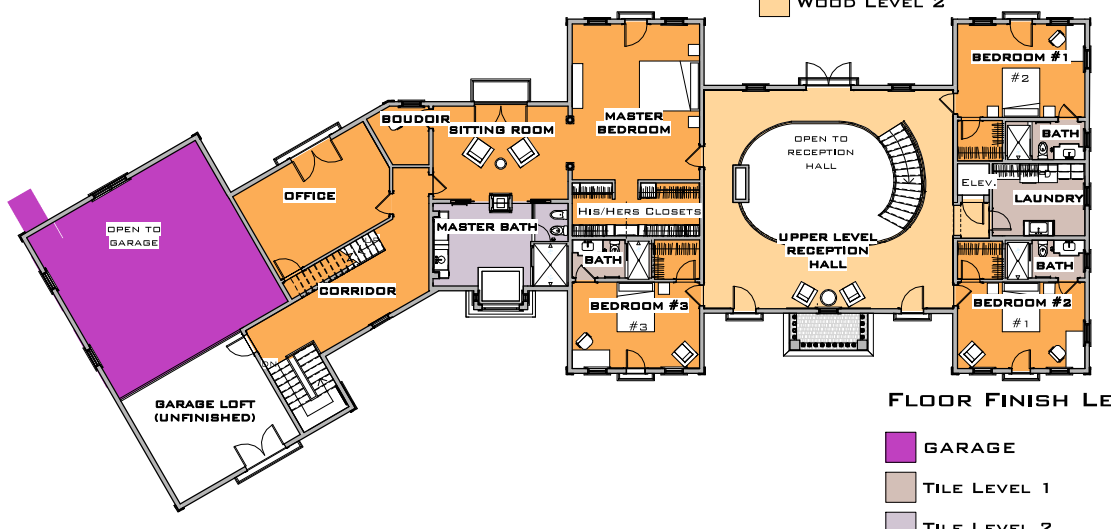 WOOD LEVEL 2
BEDROOM #1
#2
BOUDOIR
SITTING ROOM
MASTER
BEDROOM
OPEN TO
RECEPTION
HALL
BATH
OFFICE
ELEV.
LAUNDRY
HIS/HERS CLOSETS
MASTER BATH
OPEN TO
GARAGE
UPPER LEVEL
RECEPTION
HALL
BATH
BATH
CORRIDOR
BEDROOM #3
#3
BEDROOM #2
#1
DN
GARAGE LOFT
(UNFINISHED)
FLOOR FINISH LE
GARAGE
TILE LEVEL 1
TILE LEVEL 2